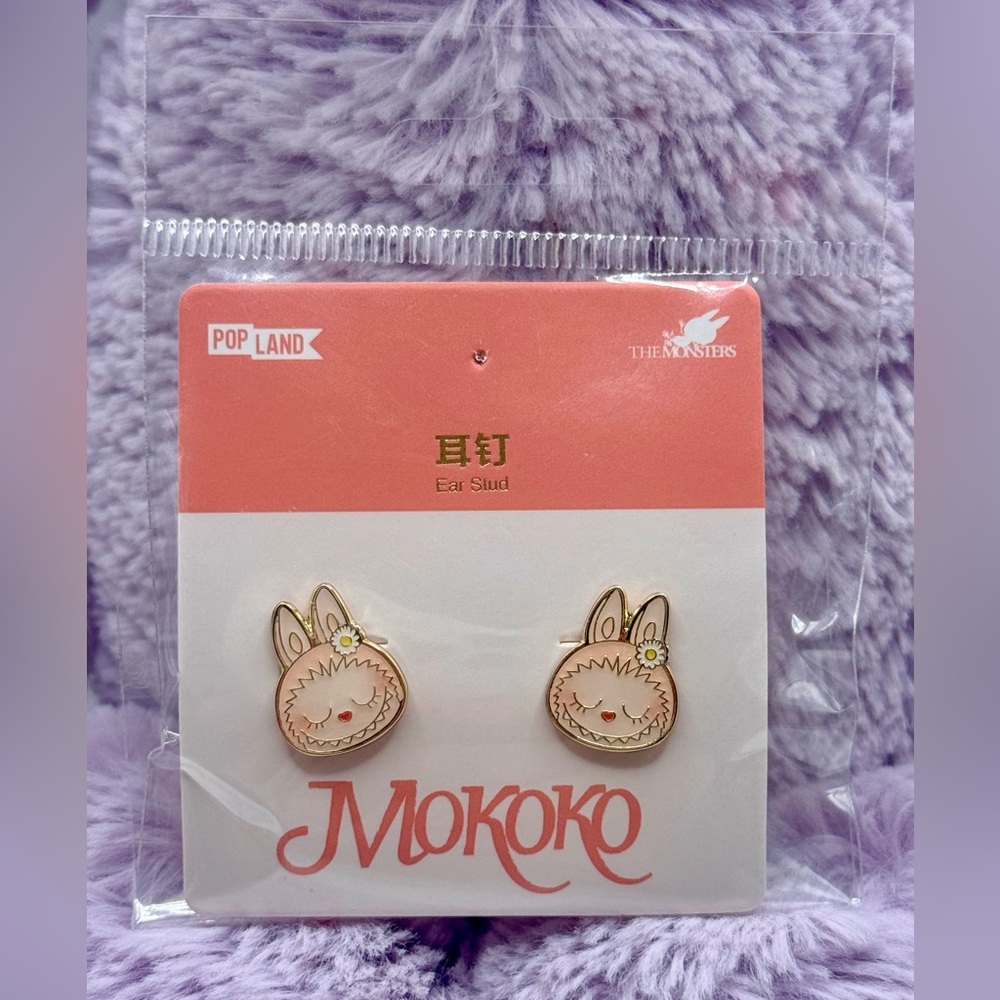 POP LAND
THE MONSTERS
耳钉
Ear Stud
MOKOKO